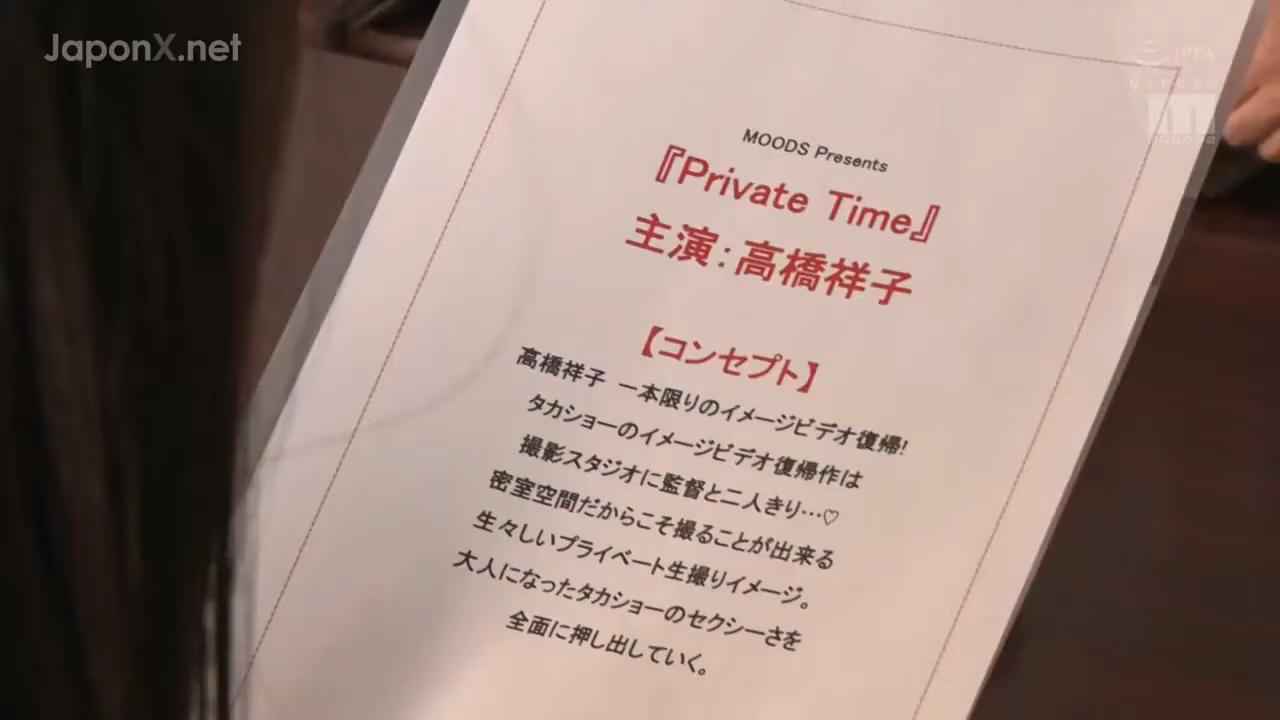 JaponX.net
MOODS Presents
『Private Time』
主演：高橋祥子
【コンセプト】
高橋祥子 一本限りのイメージビデオ復帰!
タカショーのイメージビデオ復帰作は
撮影スタジオに監督と二人きり…♡
密室空間だからこそ撮ることが出来る
生々しいプライベート生撮りイメージ。
大人になったタカショーのセクシーさを
全面に押し出していく。